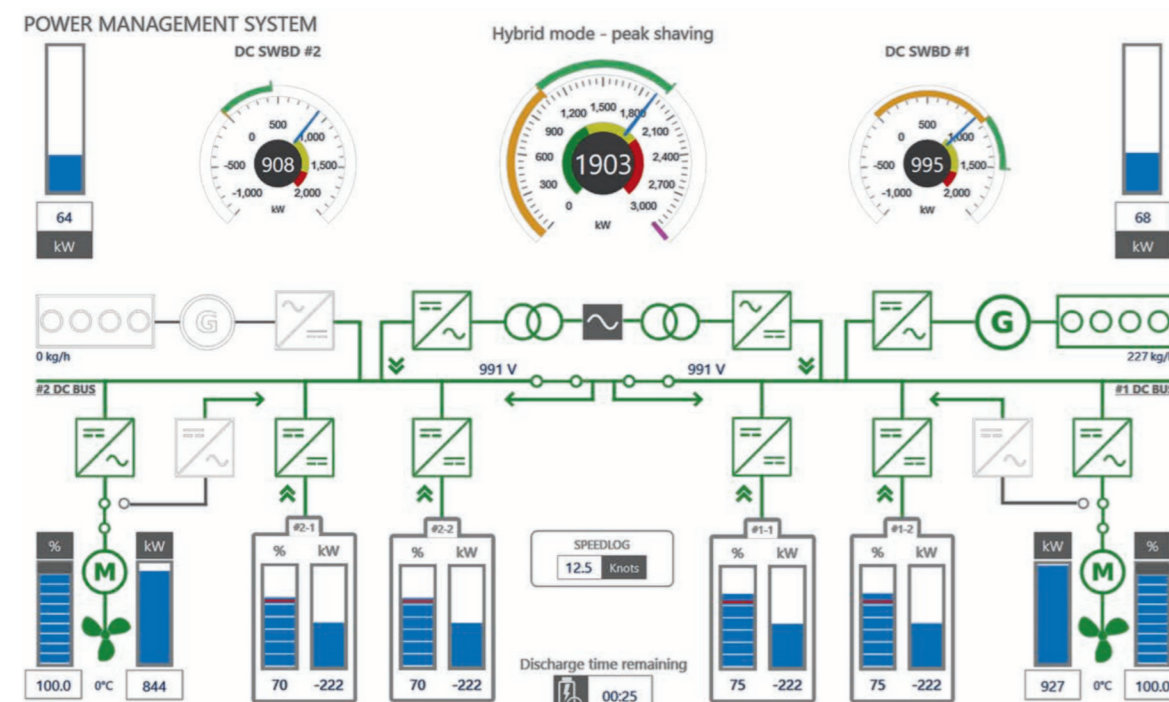 POWER MANAGEMENT SYSTEM
Hybrid mode - peak shaving
DC SWBD #2
DC SWBD #1
-1,000 -500 0 500 1,000 1,500 2,000
908
kW
0 300 600 900 1,200 1,500 1,800 2,100 2,400 2,700 3,000
1903
kW
-1,000 -500 0 500 1,000 1,500 2,000
995
kW
64
kW
68
kW
G
G
0 kg/h
227 kg/
991 V
991 V
#2 DC BUS
#1 DC BUS
#2-1
#2-2
#1-1
#1-2
% kW
% kW
% kW
% kW
% kW
kW %
M
M
SPEEDLOG
12.5 Knots
Discharge time remaining
00:25
100.0 0°C 844
70 -222
70 -222
75 -222
75 -222
927 0°C 100.0